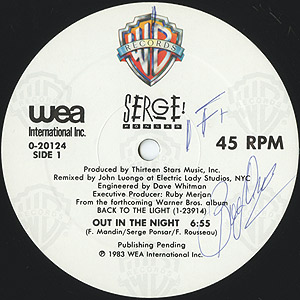 WB
RECORDS
wea
International Inc.
0-20124
SIDE 1
SERGE!
PONSAR
45 RPM
Produced by Thirteen Stars Music, Inc.
Remixed by John Luongo at Electric Lady Studios, NYC
Engineered by Dave Whitman
Executive Producer: Ruby Merjan
From the forthcoming Warner Bros. album
BACK TO THE LIGHT (1-23914)
OUT IN THE NIGHT 6:55
(F. Mandin/Serge Ponsar/F. Rousseau)
Publishing Pending
℗ 1983 WEA International Inc.